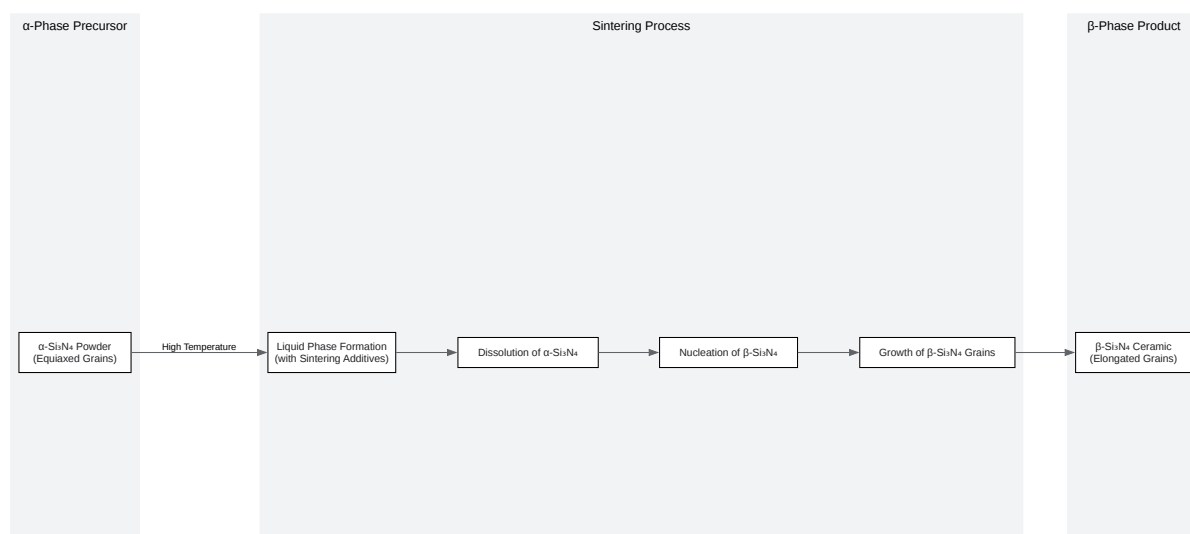 α-Phase Precursor
Sintering Process
β-Phase Product
α-Si₃N₄ Powder
(Equiaxed Grains)
High Temperature
Liquid Phase Formation
(with Sintering Additives)
Dissolution of α-Si₃N₄
Nucleation of β-Si₃N₄
Growth of β-Si₃N₄ Grains
β-Si₃N₄ Ceramic
(Elongated Grains)